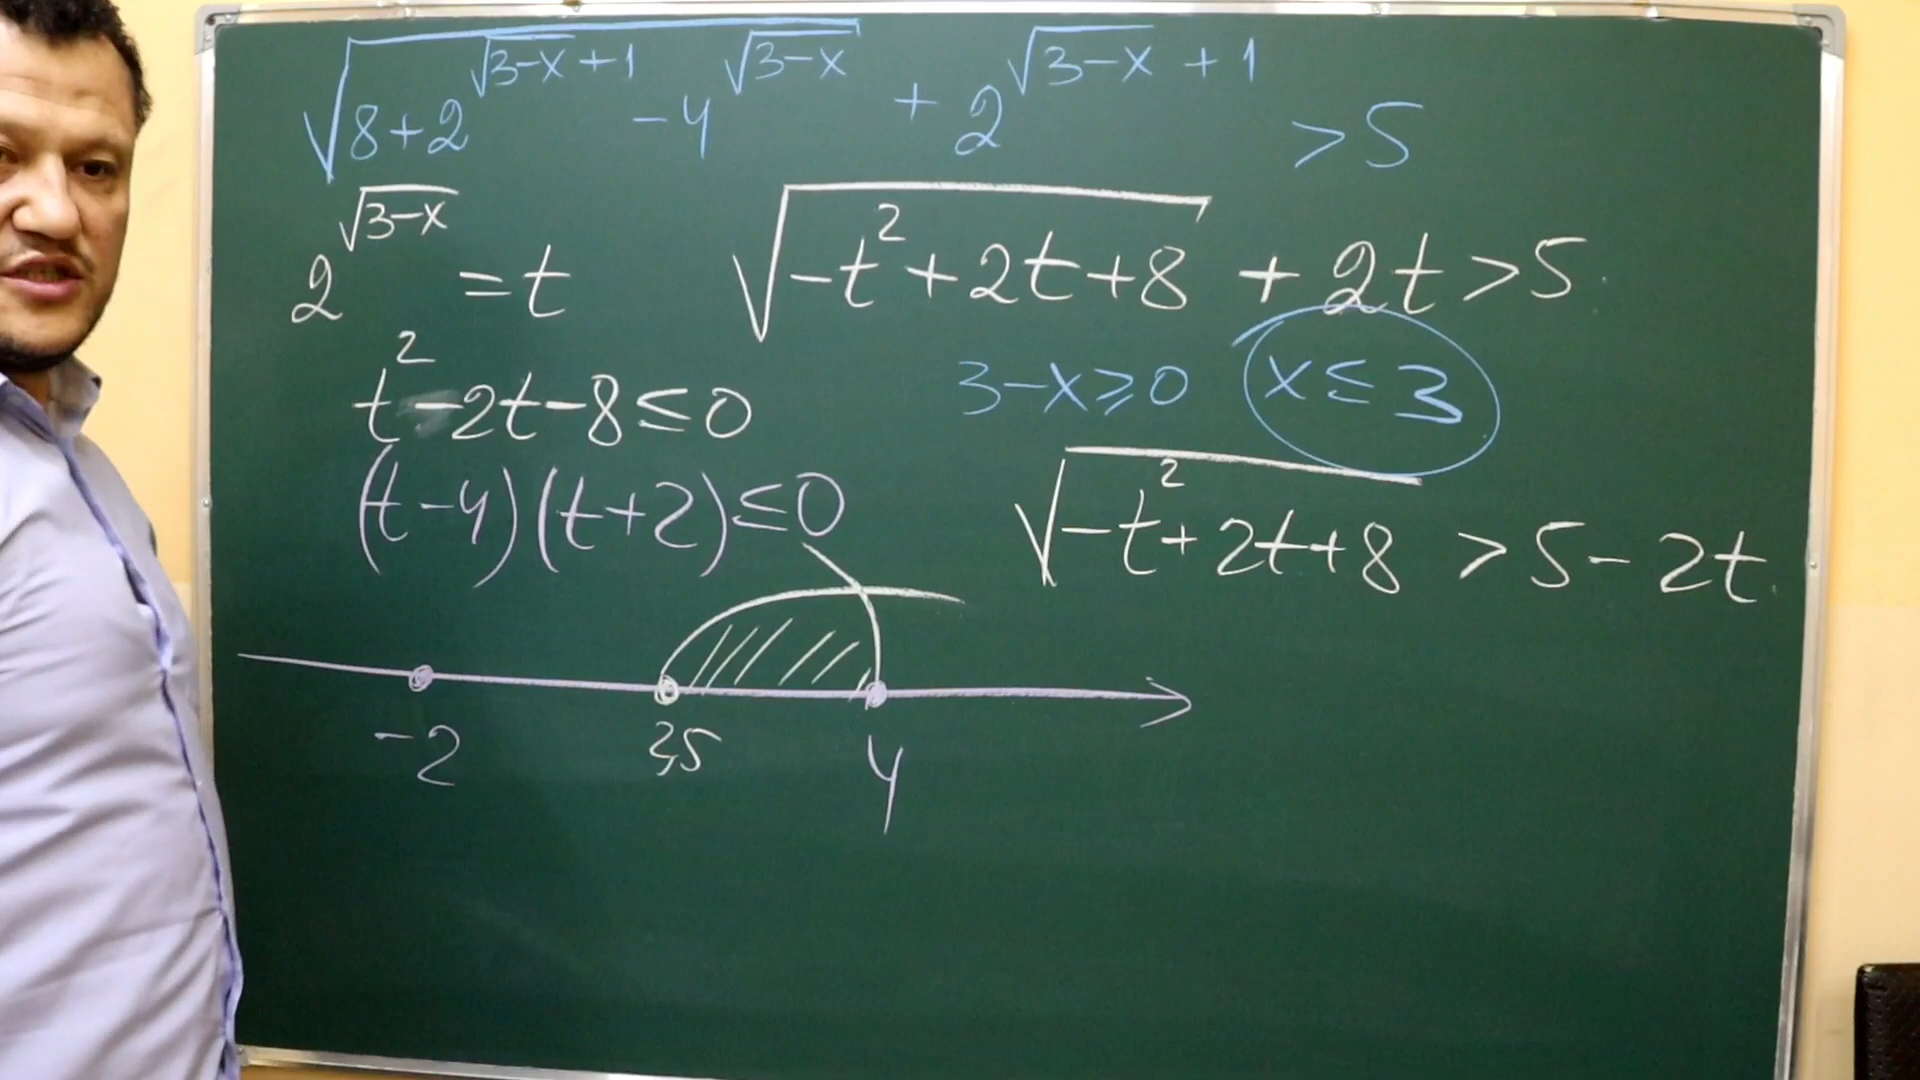 √(8+2^(√(3-x)+1) -4^√(3-x)) + 2^(√(3-x)+1) >5
2^√(3-x) =t √(-t²+2t+8) + 2t>5
t²-2t-8≤0 3-x≥0 x≤3
(t-4)(t+2)≤0 √(-t²+2t+8) >5-2t
-2 2,5 4